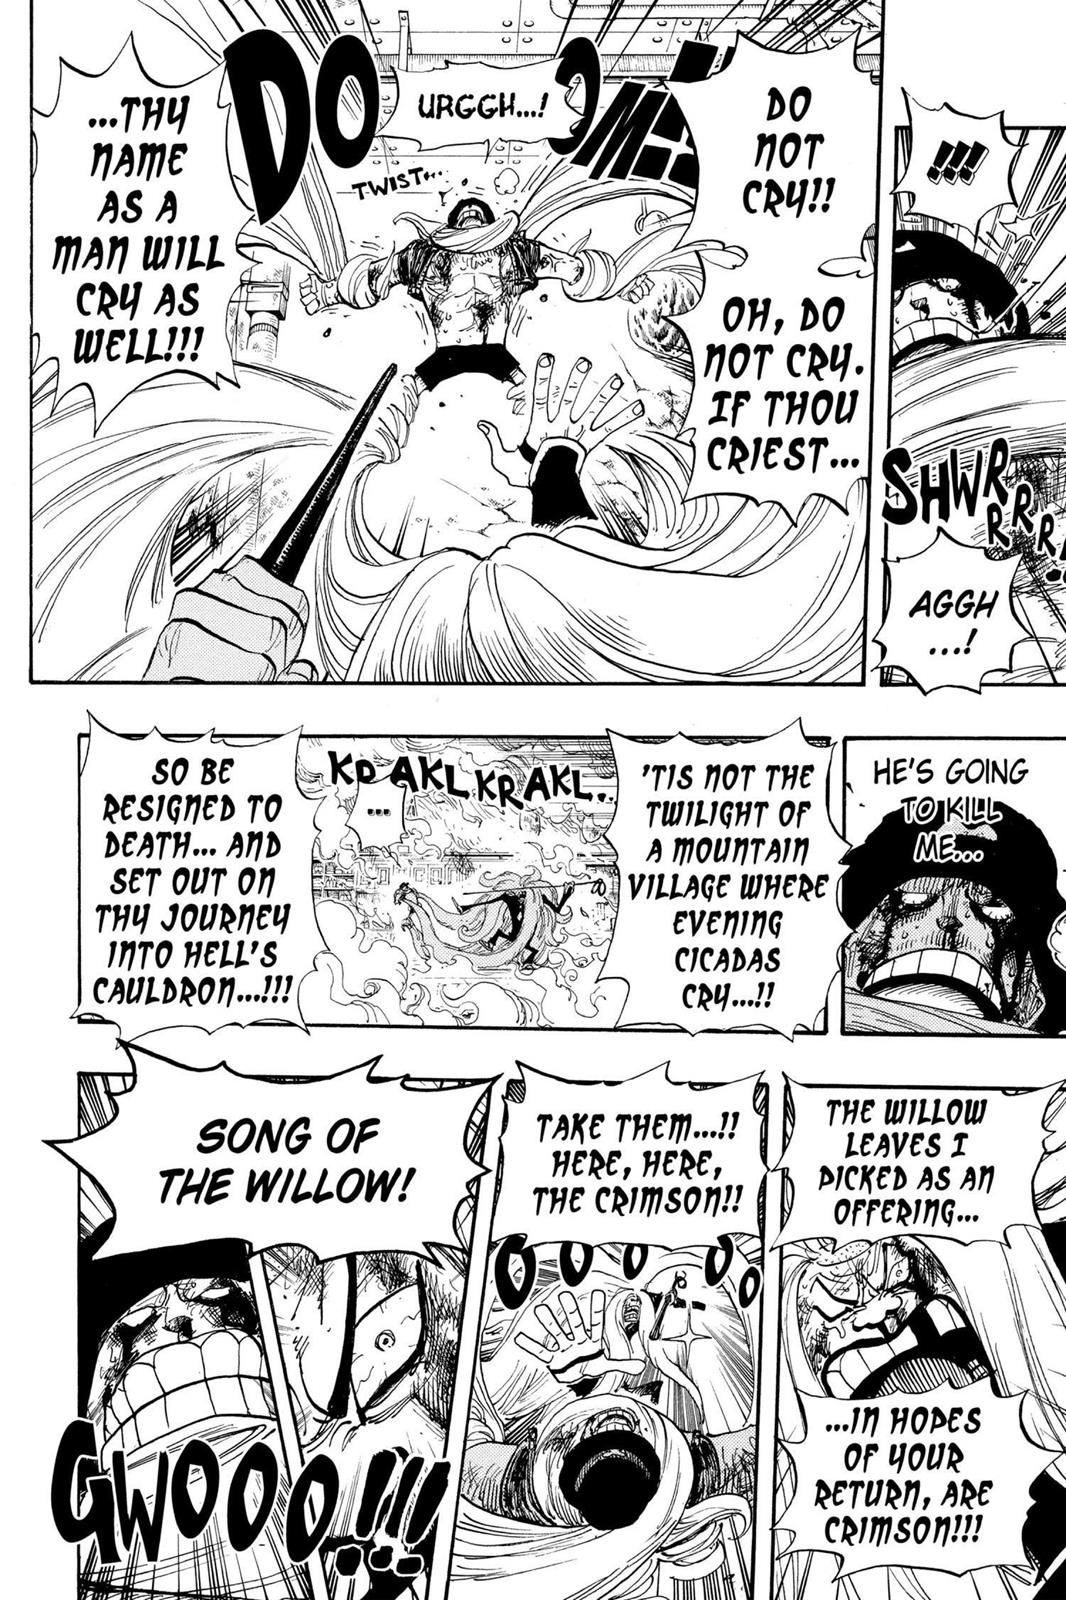 !!!
SHWRRRR...
AGGH
...!
DO
NOT
CRY!!
OH, DO
NOT CRY.
IF THOU
CRIEST...
URGGH...!
DOOM!!
TWIST...
...THY
NAME
AS A
MAN WILL
CRY AS
WELL!!!
HE'S GOING
TO KILL
ME...
'TIS NOT THE
TWILIGHT OF
A MOUNTAIN
VILLAGE WHERE
EVENING
CICADAS
CRY...!!
KRAKL KRAKL..
...
SO BE
RESIGNED TO
DEATH... AND
SET OUT ON
THY JOURNEY
INTO HELL'S
CAULDRON...!!!
THE WILLOW
LEAVES I
PICKED AS AN
OFFERING...
...IN HOPES
OF YOUR
RETURN, ARE
CRIMSON!!!
TAKE THEM...!!
HERE, HERE,
THE CRIMSON!!
OOOOOO
SONG OF
THE WILLOW!
GWOOO!!!